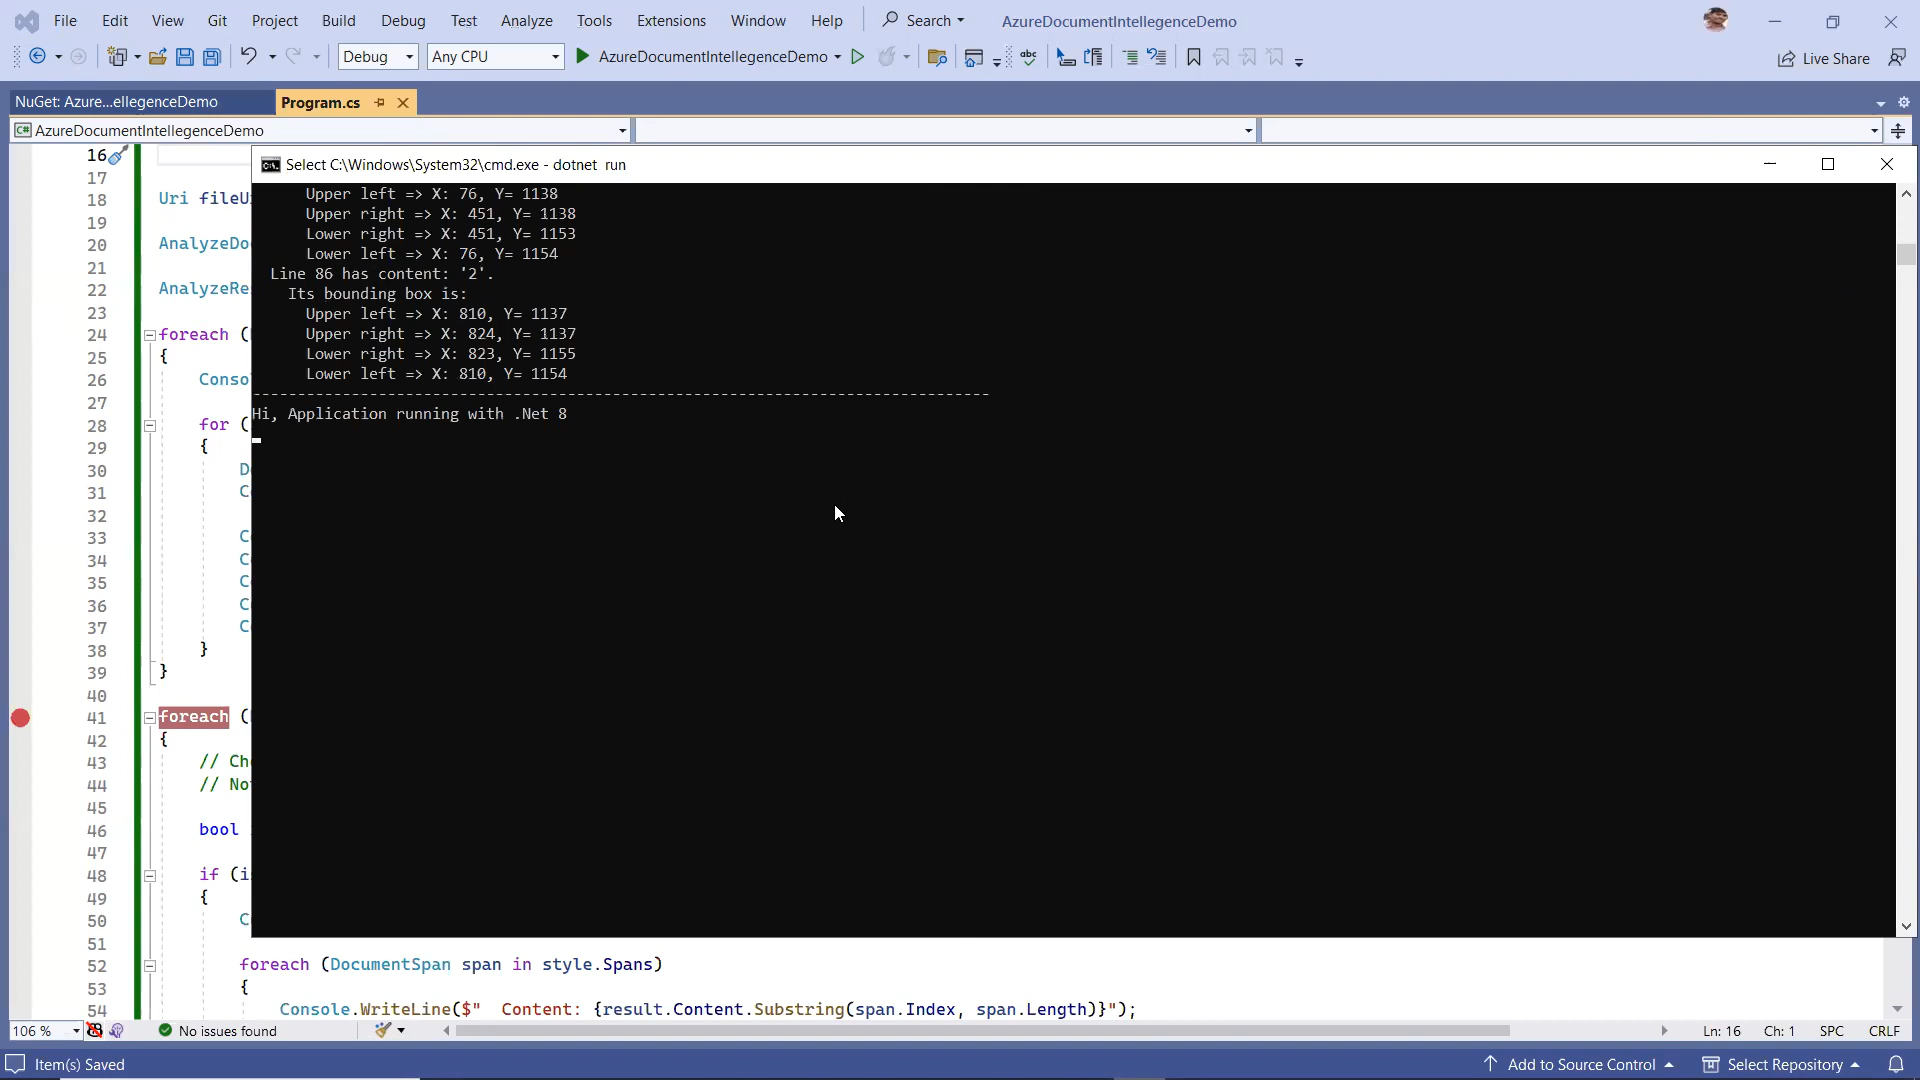 File Edit View Git Project Build Debug Test Analyze Tools Extensions Window Help Search AzureDocumentIntellegenceDemo
Debug Any CPU AzureDocumentIntellegenceDemo Live Share
NuGet: Azure...ellegenceDemo Program.cs
C# AzureDocumentIntellegenceDemo
Select C:\Windows\System32\cmd.exe - dotnet run
Upper left => X: 76, Y= 1138
Upper right => X: 451, Y= 1138
Lower right => X: 451, Y= 1153
Lower left => X: 76, Y= 1154
Line 86 has content: '2'.
Its bounding box is:
Upper left => X: 810, Y= 1137
Upper right => X: 824, Y= 1137
Lower right => X: 823, Y= 1155
Lower left => X: 810, Y= 1154
----------------------------------------------------------------------------------
Hi, Application running with .Net 8
16
17
18 Uri fileU
19
20 AnalyzeDo
21
22 AnalyzeRe
23
24 foreach (
25 {
26 Conso
27
28 for (
29 {
30 D
31 C
32
33 C
34 C
35 C
36 C
37 C
38 }
39 }
40
41 foreach (
42 {
43 // Ch
44 // No
45
46 bool
47
48 if (i
49 {
50 C
51
52 foreach (DocumentSpan span in style.Spans)
53 {
54 Console.WriteLine($"  Content: {result.Content.Substring(span.Index, span.Length)}");
106 % No issues found Ln: 16 Ch: 1 SPC CRLF
Item(s) Saved Add to Source Control Select Repository